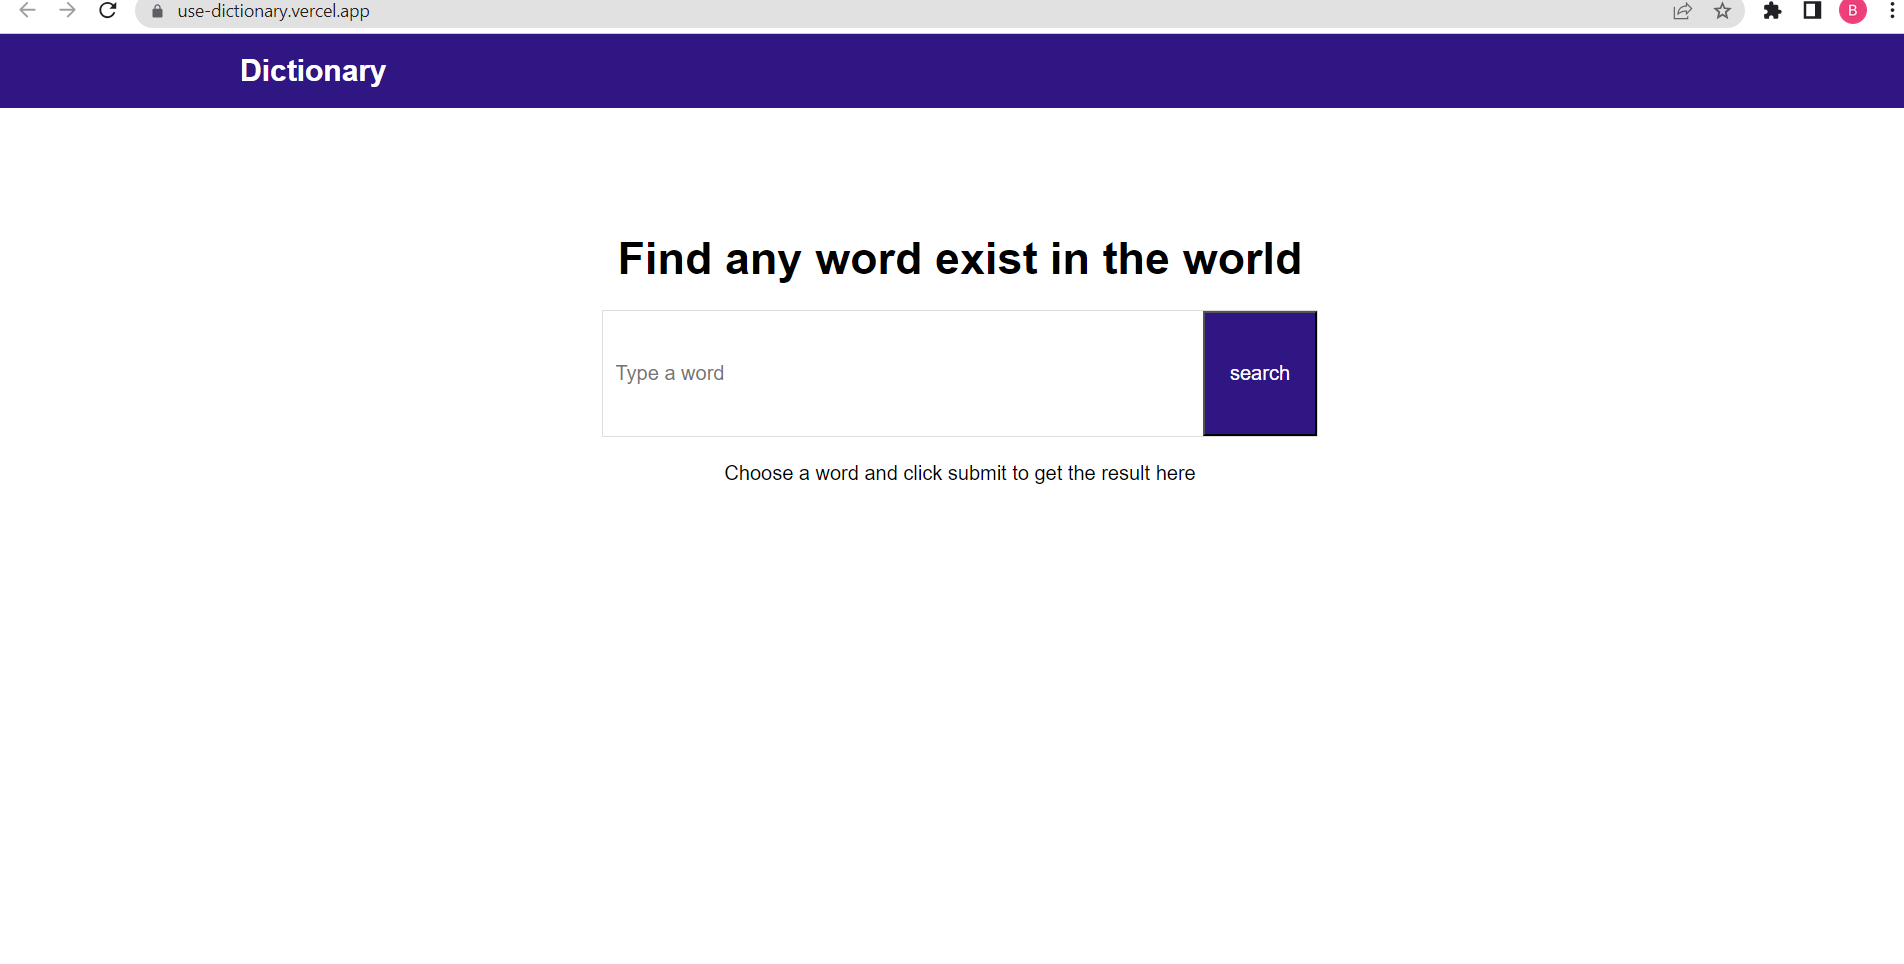 use-dictionary.vercel.app
B
Dictionary
Find any word exist in the world
Type a word
search
Choose a word and click submit to get the result here